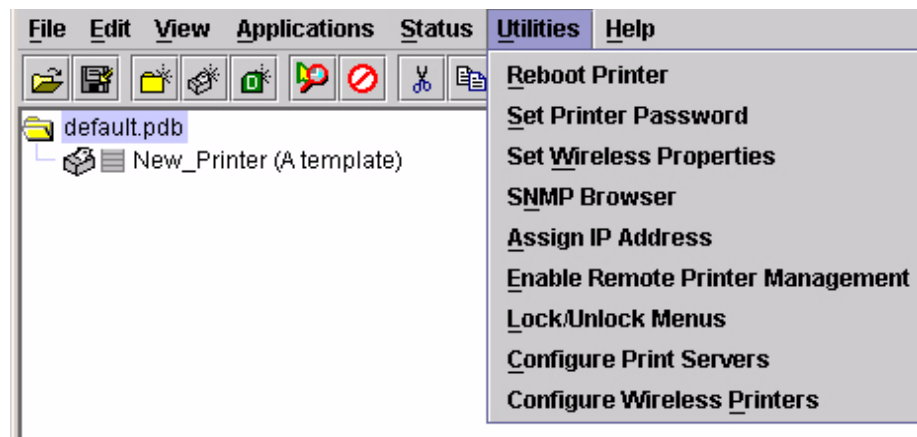 File Edit View Applications Status Utilities Help
default.pdb
New_Printer (A template)
Reboot Printer
Set Printer Password
Set Wireless Properties
SNMP Browser
Assign IP Address
Enable Remote Printer Management
Lock/Unlock Menus
Configure Print Servers
Configure Wireless Printers